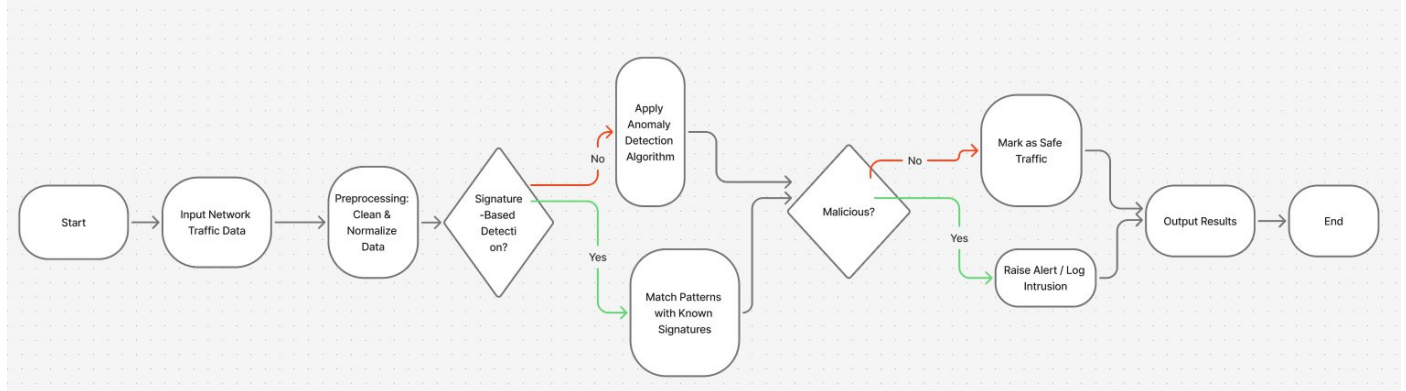 Start
Input Network
Traffic Data
Preprocessing:
Clean &
Normalize
Data
Signature
-Based
Detecti
on?
No
Yes
Apply
Anomaly
Detection
Algorithm
Match Patterns
with Known
Signatures
Malicious?
No
Yes
Mark as Safe
Traffic
Raise Alert / Log
Intrusion
Output Results
End